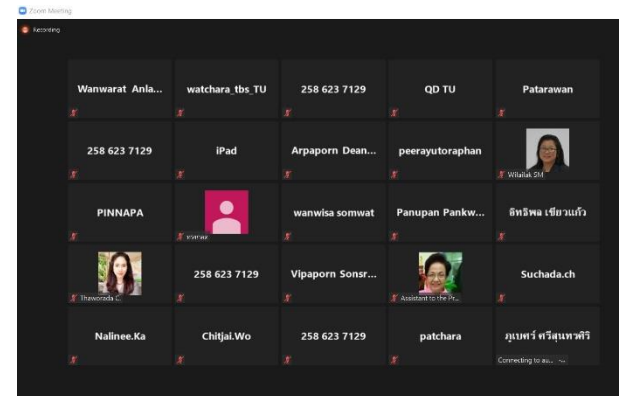 Zoom Meeting
Recording
Wanwarat Anla...
watchara_tbs_TU
258 623 7129
QD TU
Patarawan
258 623 7129
iPad
Arpaporn Dean...
peerayutoraphan
Wilailak SM
PINNAPA
wanwisa somwat
Panupan Pankw...
อิทธิพล เขียวแก้ว
Thaworada C.
258 623 7129
Vipaporn Sonsr...
Assistant to the Pr...
Suchada.ch
Nalinee.Ka
Chitjai.Wo
258 623 7129
patchara
ภูเบศว์ ศรีสุนทวศิริ
Connecting to au...